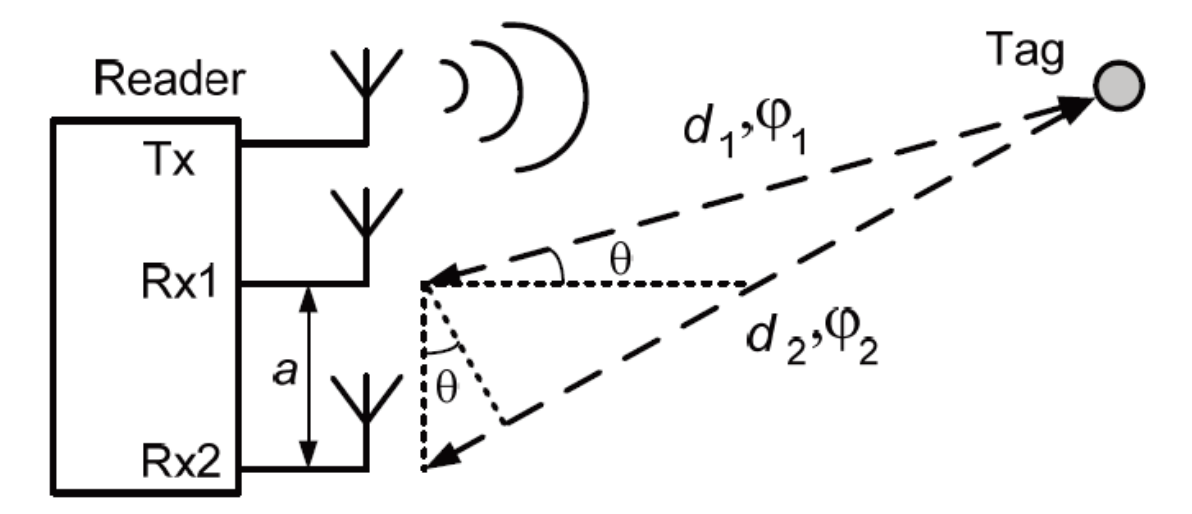 Reader
Tag
Tx
d₁,φ₁
Rx1
θ
a
θ
d₂,φ₂
Rx2